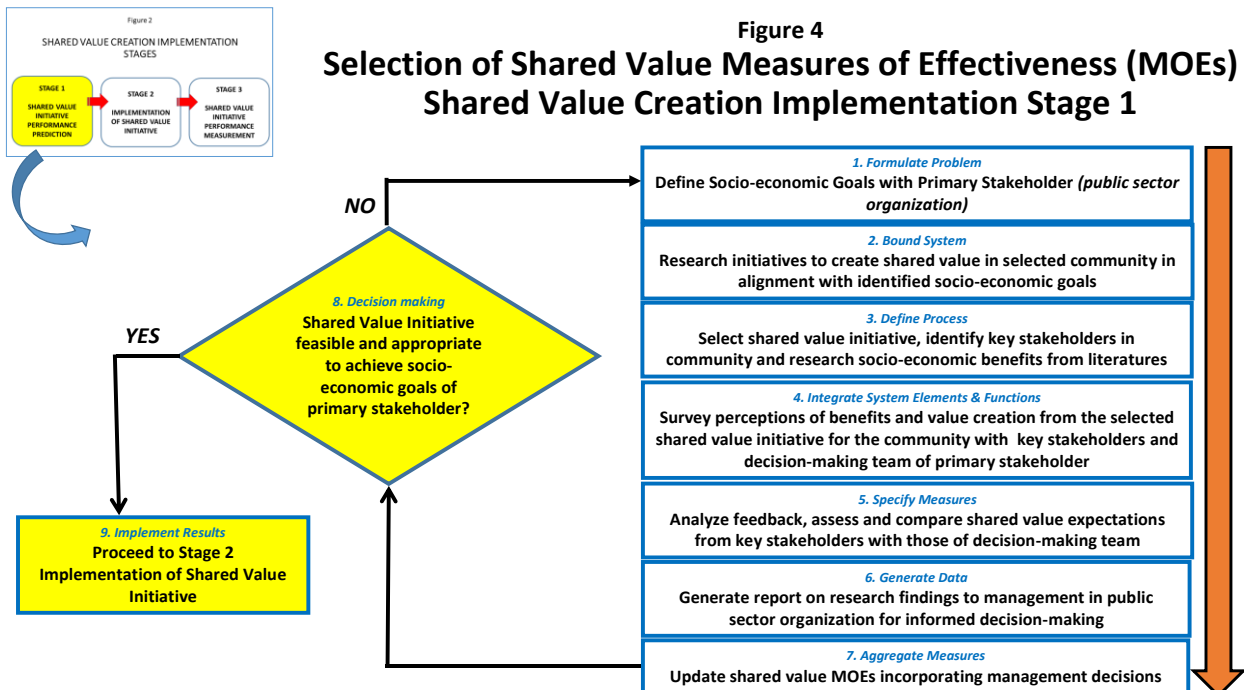 Figure 2
SHARED VALUE CREATION IMPLEMENTATION
STAGES
STAGE 1
SHARED VALUE
INITIATIVE
PERFORMANCE
PREDICTION
STAGE 2
IMPLEMENTATION
OF SHARED VALUE
INITIATIVE
STAGE 3
SHARED VALUE
INITIATIVE
PERFORMANCE
MEASUREMENT
Figure 4
Selection of Shared Value Measures of Effectiveness (MOEs)
Shared Value Creation Implementation Stage 1
1. Formulate Problem
Define Socio-economic Goals with Primary Stakeholder (public sector
organization)
2. Bound System
Research initiatives to create shared value in selected community in
alignment with identified socio-economic goals
3. Define Process
Select shared value initiative, identify key stakeholders in
community and research socio-economic benefits from literatures
4. Integrate System Elements & Functions
Survey perceptions of benefits and value creation from the selected
shared value initiative for the community with key stakeholders and
decision-making team of primary stakeholder
5. Specify Measures
Analyze feedback, assess and compare shared value expectations
from key stakeholders with those of decision-making team
6. Generate Data
Generate report on research findings to management in public
sector organization for informed decision-making
7. Aggregate Measures
Update shared value MOEs incorporating management decisions
NO
8. Decision making
Shared Value Initiative
feasible and appropriate
to achieve socio-
economic goals of
primary stakeholder?
YES
9. Implement Results
Proceed to Stage 2
Implementation of Shared Value
Initiative